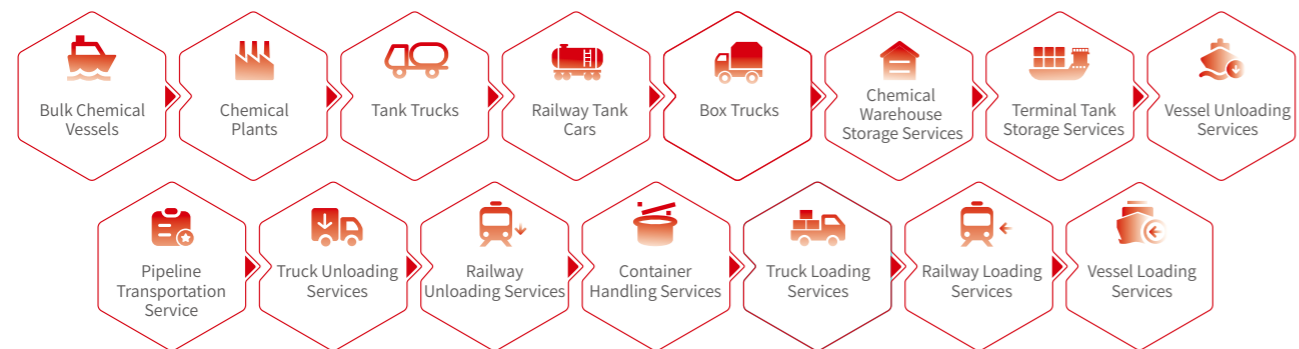 Bulk Chemical
Vessels
Chemical
Plants
Tank Trucks
Railway Tank
Cars
Box Trucks
Chemical
Warehouse
Storage Services
Terminal Tank
Storage Services
Vessel Unloading
Services
Pipeline
Transportation
Service
Truck Unloading
Services
Railway
Unloading Services
Container
Handling Services
Truck Loading
Services
Railway Loading
Services
Vessel Loading
Services